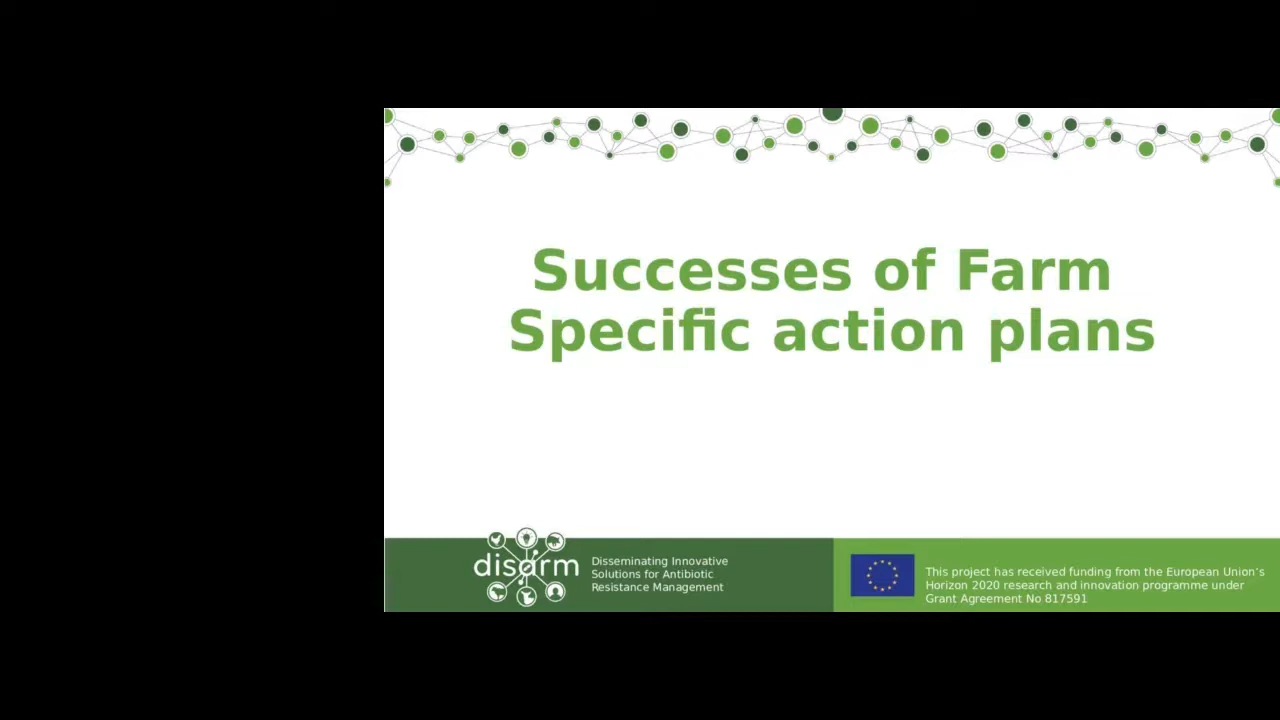 Successes of Farm
Specific action plans
disarm
Disseminating Innovative
Solutions for Antibiotic
Resistance Management
This project has received funding from the European Union's
Horizon 2020 research and innovation programme under
Grant Agreement No 817591